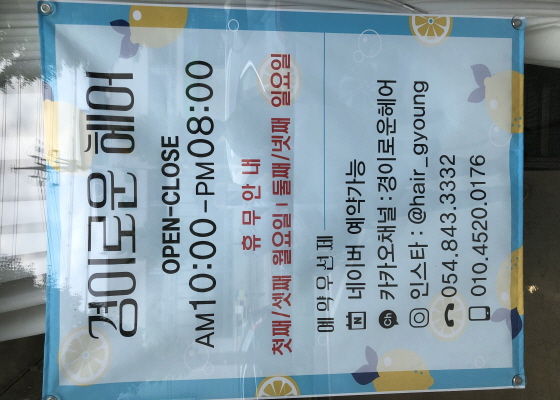 경이로운 헤어
OPEN-CLOSE
AM10:00-PM08:00
휴무안내
첫째/셋째 월요일 | 둘째/넷째 일요일
예약우선제
N 네이버 예약가능
Ch 카카오채널 : 경이로운헤어
인스타 : @hair_gyoung
054.843.3332
010.4520.0176